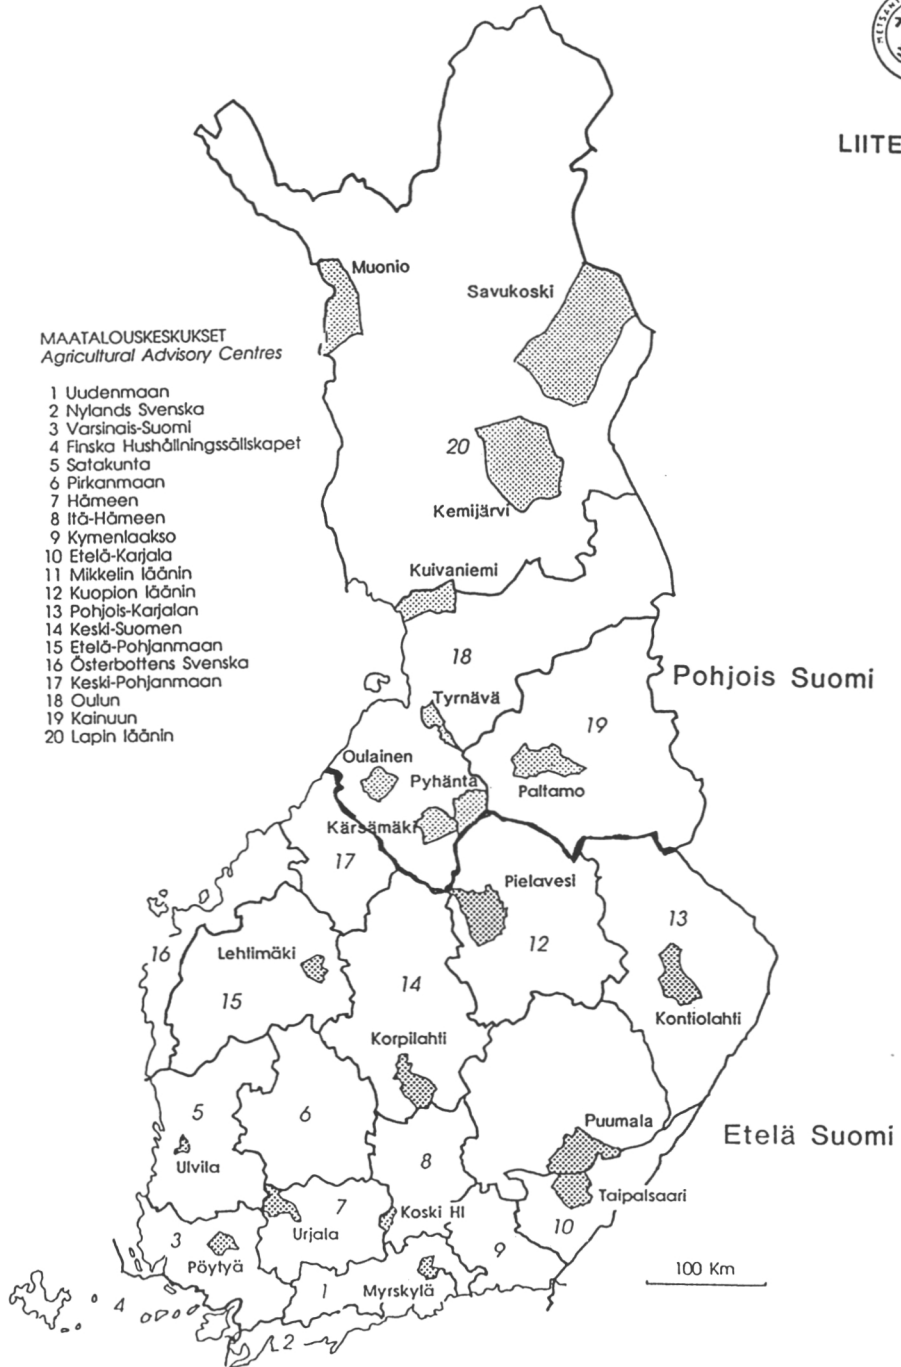 METSÄNT
LIITE
Muonio
Savukoski
MAATALOUSKESKUKSET
Agricultural Advisory Centres
1 Uudenmaan
2 Nylands Svenska
3 Varsinais-Suomi
4 Finska Hushållningssällskapet
5 Satakunta
6 Pirkanmaan
7 Hämeen
8 Itä-Hämeen
9 Kymenlaakso
10 Etelä-Karjala
11 Mikkelin läänin
12 Kuopion läänin
13 Pohjois-Karjalan
14 Keski-Suomen
15 Etelä-Pohjanmaan
16 Österbottens Svenska
17 Keski-Pohjanmaan
18 Oulun
19 Kainuun
20 Lapin läänin
20
Kemijärvi
Kuivaniemi
18
Pohjois Suomi
Tyrnävä
19
Oulainen
Pyhäntä
Paltamo
Kärsämäki
17
Pielavesi
13
16
Lehtimäki
12
14
15
Kontiolahti
Korpilahti
5
6
Puumala
Etelä Suomi
8
Ulvila
Taipalsaari
7
Koski Hl
10
Urjala
3
9
Pöytyä
100 Km
1
Myrskylä
4
2